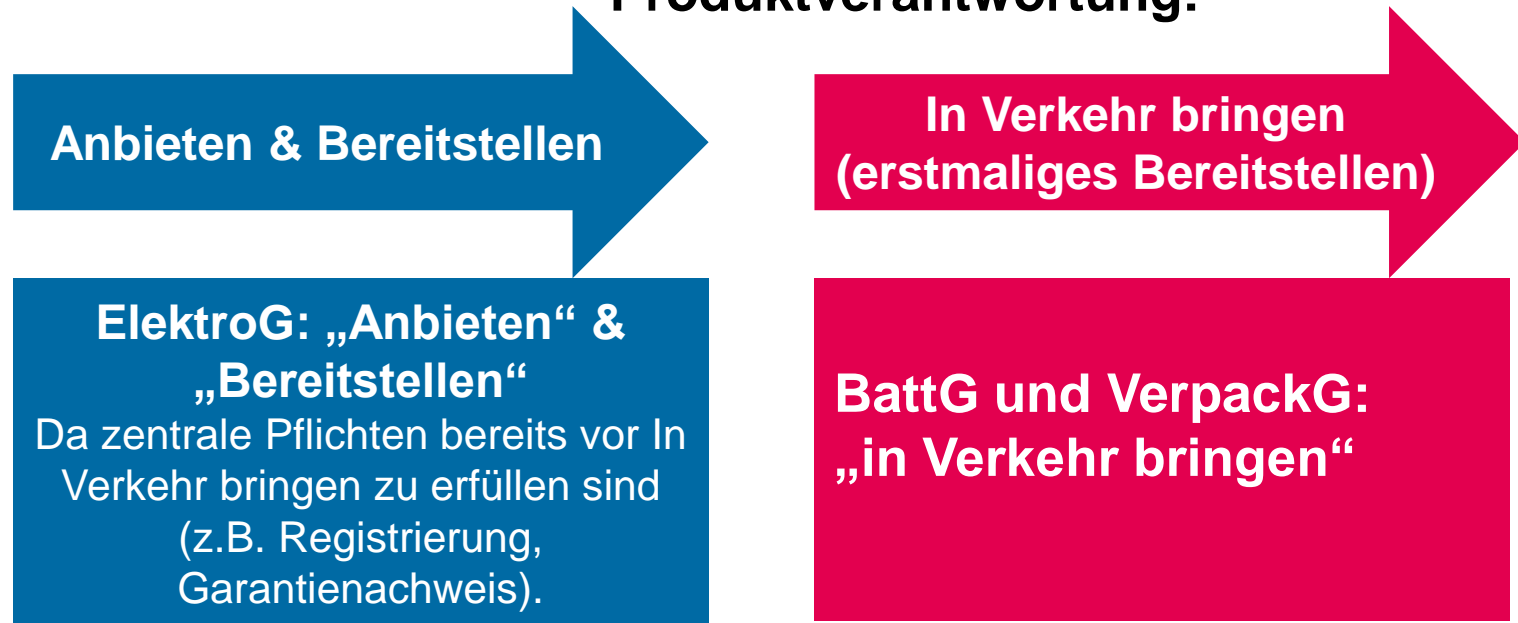 Produktverantwortung:
Anbieten & Bereitstellen
In Verkehr bringen
(erstmaliges Bereitstellen)
ElektroG: „Anbieten“ &
„Bereitstellen“
Da zentrale Pflichten bereits vor In
Verkehr bringen zu erfüllen sind
(z.B. Registrierung,
Garantienachweis).
BattG und VerpackG:
„in Verkehr bringen“